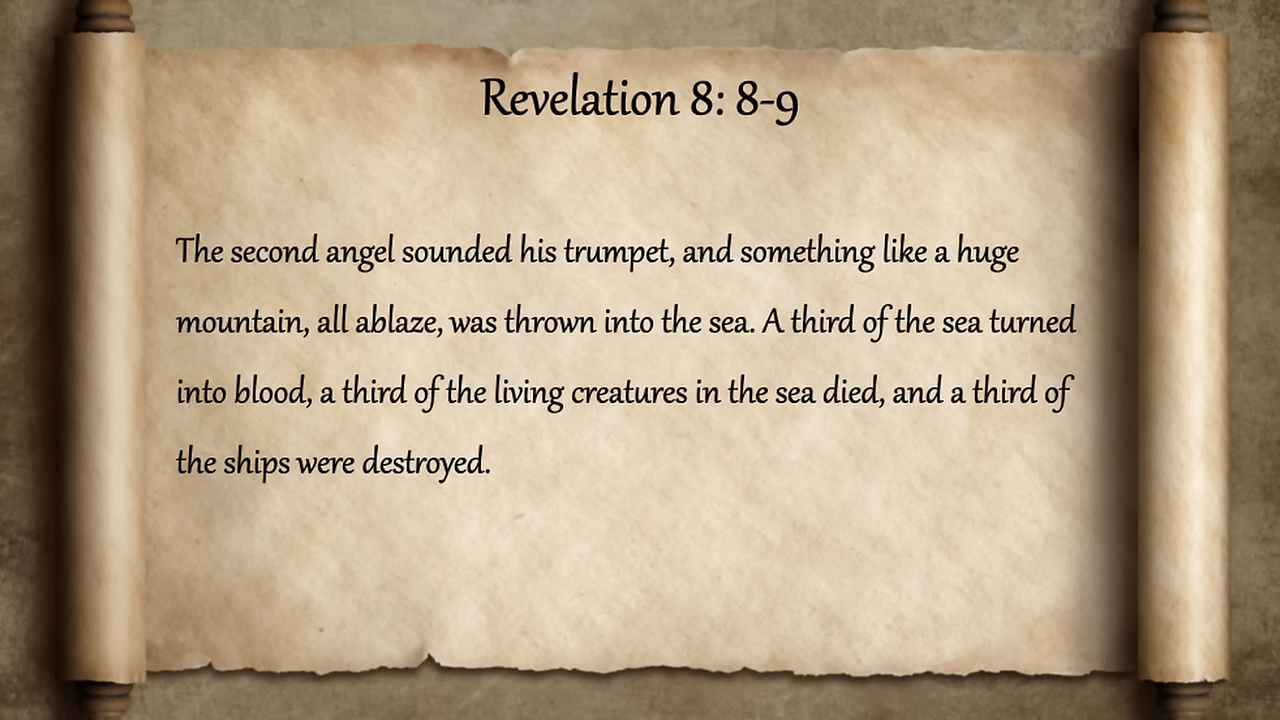 Revelation 8: 8-9
The second angel sounded his trumpet, and something like a huge
mountain, all ablaze, was thrown into the sea. A third of the sea turned
into blood, a third of the living creatures in the sea died, and a third of
the ships were destroyed.